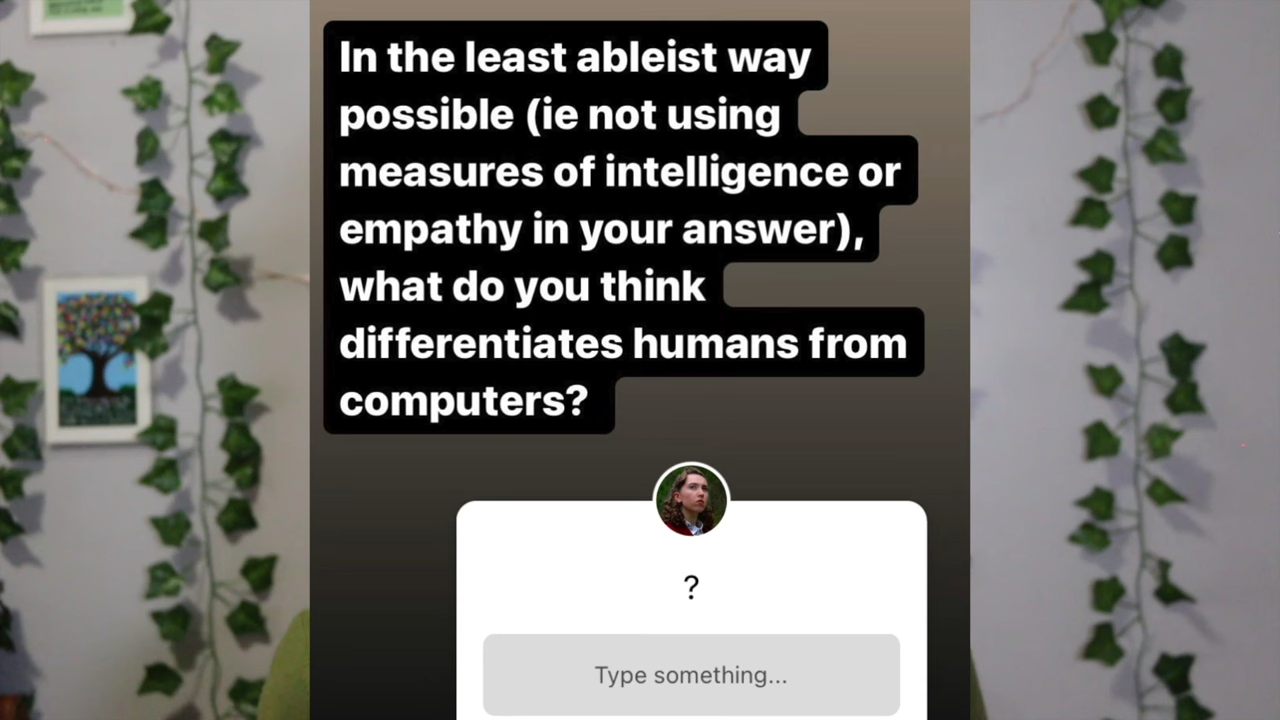 In the least ableist way
possible (ie not using
measures of intelligence or
empathy in your answer),
what do you think
differentiates humans from
computers?
?
Type something...